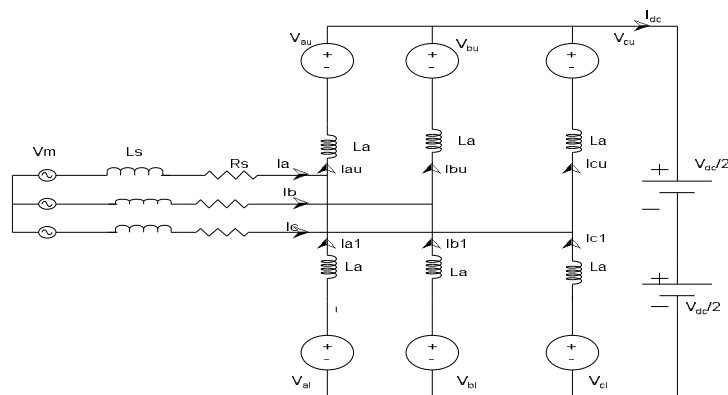 Idc
Vau
Vbu
Vcu
+
-
+
-
+
-
La
La
La
Vm
Ls
Rs
Ia
Iau
Ibu
Icu
Vdc/2
+
Ib
Ic
Ia1
Ib1
Ic1
La
La
La
+
Vdc/2
+
-
+
-
+
-
Val
Vbl
Vcl